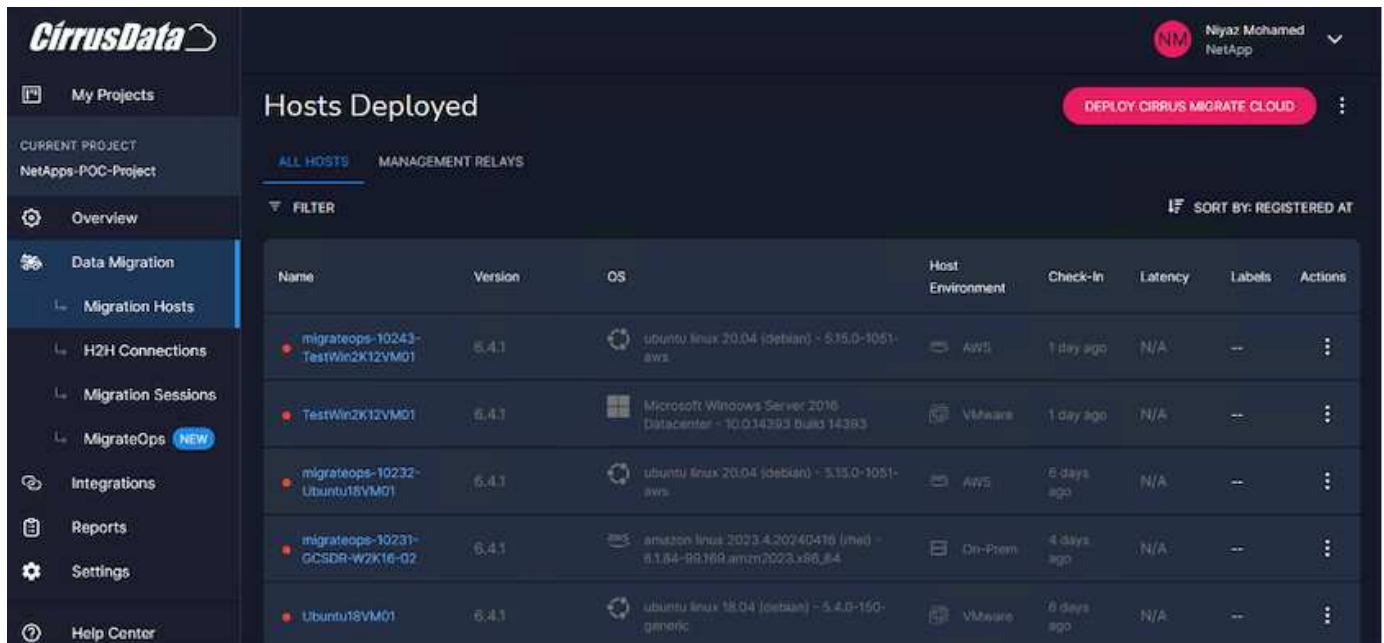 CirrusData
NM
Niyaz Mohamed
NetApp
My Projects
CURRENT PROJECT
NetApps-POC-Project
Overview
Data Migration
Migration Hosts
H2H Connections
Migration Sessions
MigrateOps NEW
Integrations
Reports
Settings
Help Center
Hosts Deployed
DEPLOY CIRRUS MIGRATE CLOUD
ALL HOSTS MANAGEMENT RELAYS
FILTER
SORT BY: REGISTERED AT
Name Version OS Host Environment Check-In Latency Labels Actions
migrateops-10243-
TestWin2K12VM01
6.4.1
ubuntu linux 20.04 (debian) - 5.15.0-1051-
aws
AWS
1 day ago
N/A
--
TestWin2K12VM01
6.4.1
Microsoft Windows Server 2016
Datacenter - 10.0.14393 Build 14393
VMware
1 day ago
N/A
--
migrateops-10232-
Ubuntu18VM01
6.4.1
ubuntu linux 20.04 (debian) - 5.15.0-1051-
aws
AWS
6 days
ago
N/A
--
migrateops-10231-
GCSDR-W2K16-02
6.4.1
aws
amazon linux 2023.4.20240416 (rhel) -
6.1.84-99.169.amzn2023.x86_64
On-Prem
4 days
ago
N/A
--
Ubuntu18VM01
6.4.1
ubuntu linux 18.04 (debian) - 5.4.0-150-
generic
VMware
6 days
ago
N/A
--